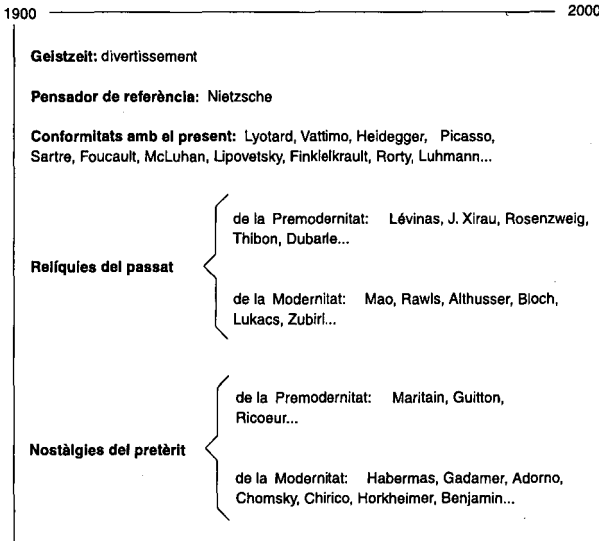 1900 2000
Geistzeit: divertissement
Pensador de referència: Nietzsche
Conformitats amb el present: Lyotard, Vattimo, Heidegger, Picasso,
Sartre, Foucault, McLuhan, Lipovetsky, Finkielkrault, Rorty, Luhmann...
Relíquies del passat
de la Premodernitat: Lévinas, J. Xirau, Rosenzweig,
Thibon, Dubarle...
de la Modernitat: Mao, Rawls, Althusser, Bloch,
Lukacs, Zubiri...
Nostàlgies del pretèrit
de la Premodernitat: Maritain, Guitton,
Ricoeur...
de la Modernitat: Habermas, Gadamer, Adorno,
Chomsky, Chirico, Horkheimer, Benjamin...